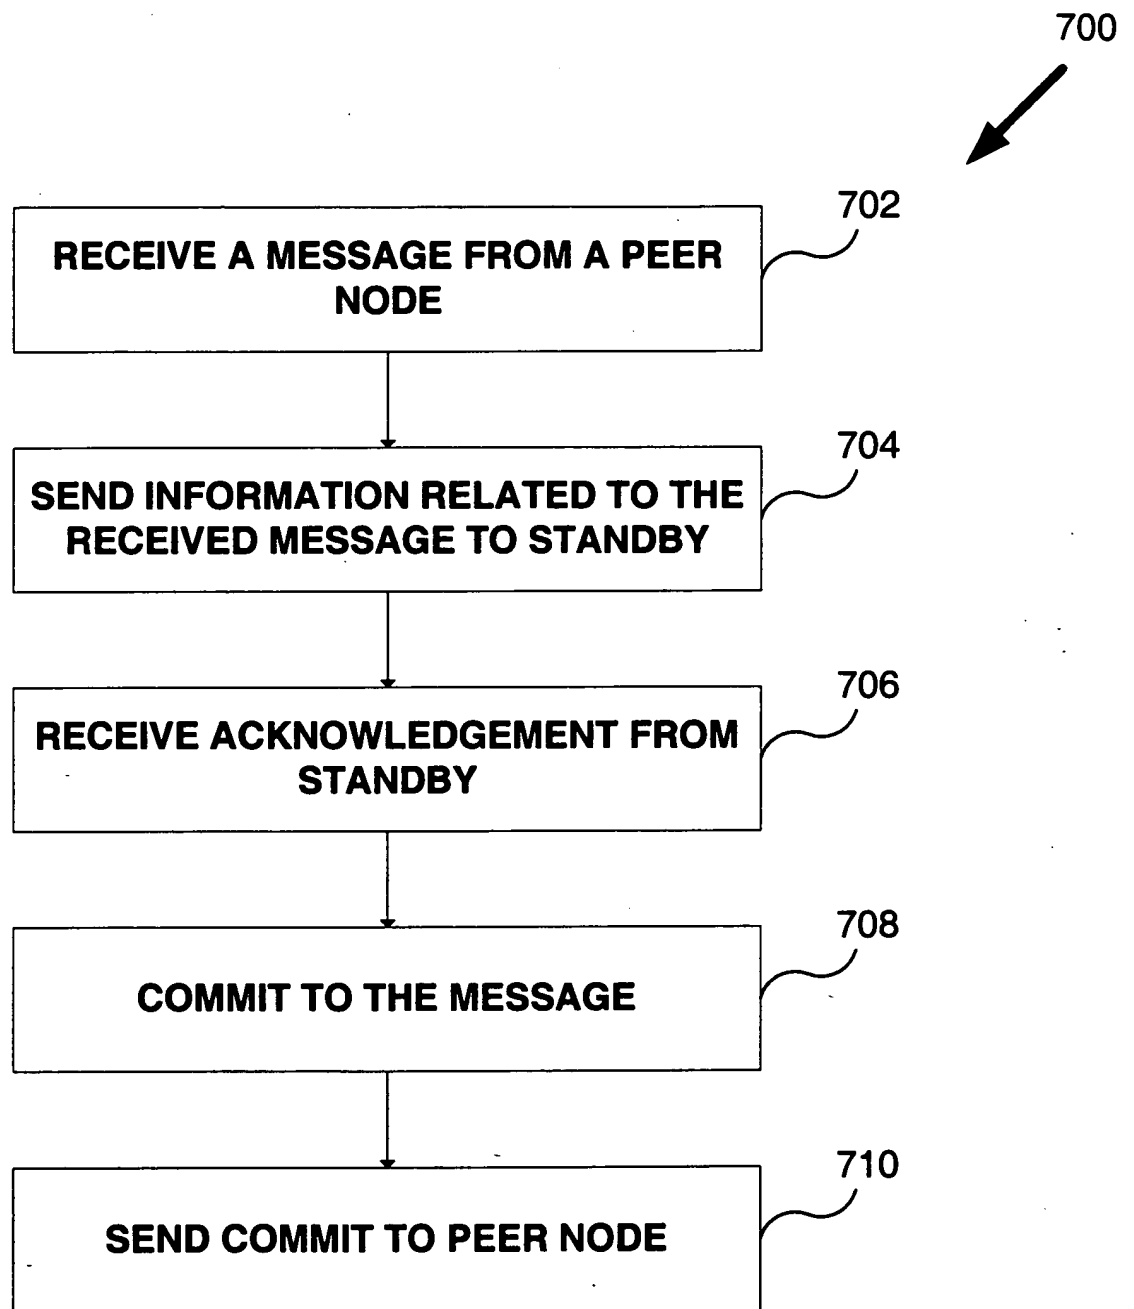 700
702
RECEIVE A MESSAGE FROM A PEER
NODE
704
SEND INFORMATION RELATED TO THE
RECEIVED MESSAGE TO STANDBY
706
RECEIVE ACKNOWLEDGEMENT FROM
STANDBY
708
COMMIT TO THE MESSAGE
710
SEND COMMIT TO PEER NODE